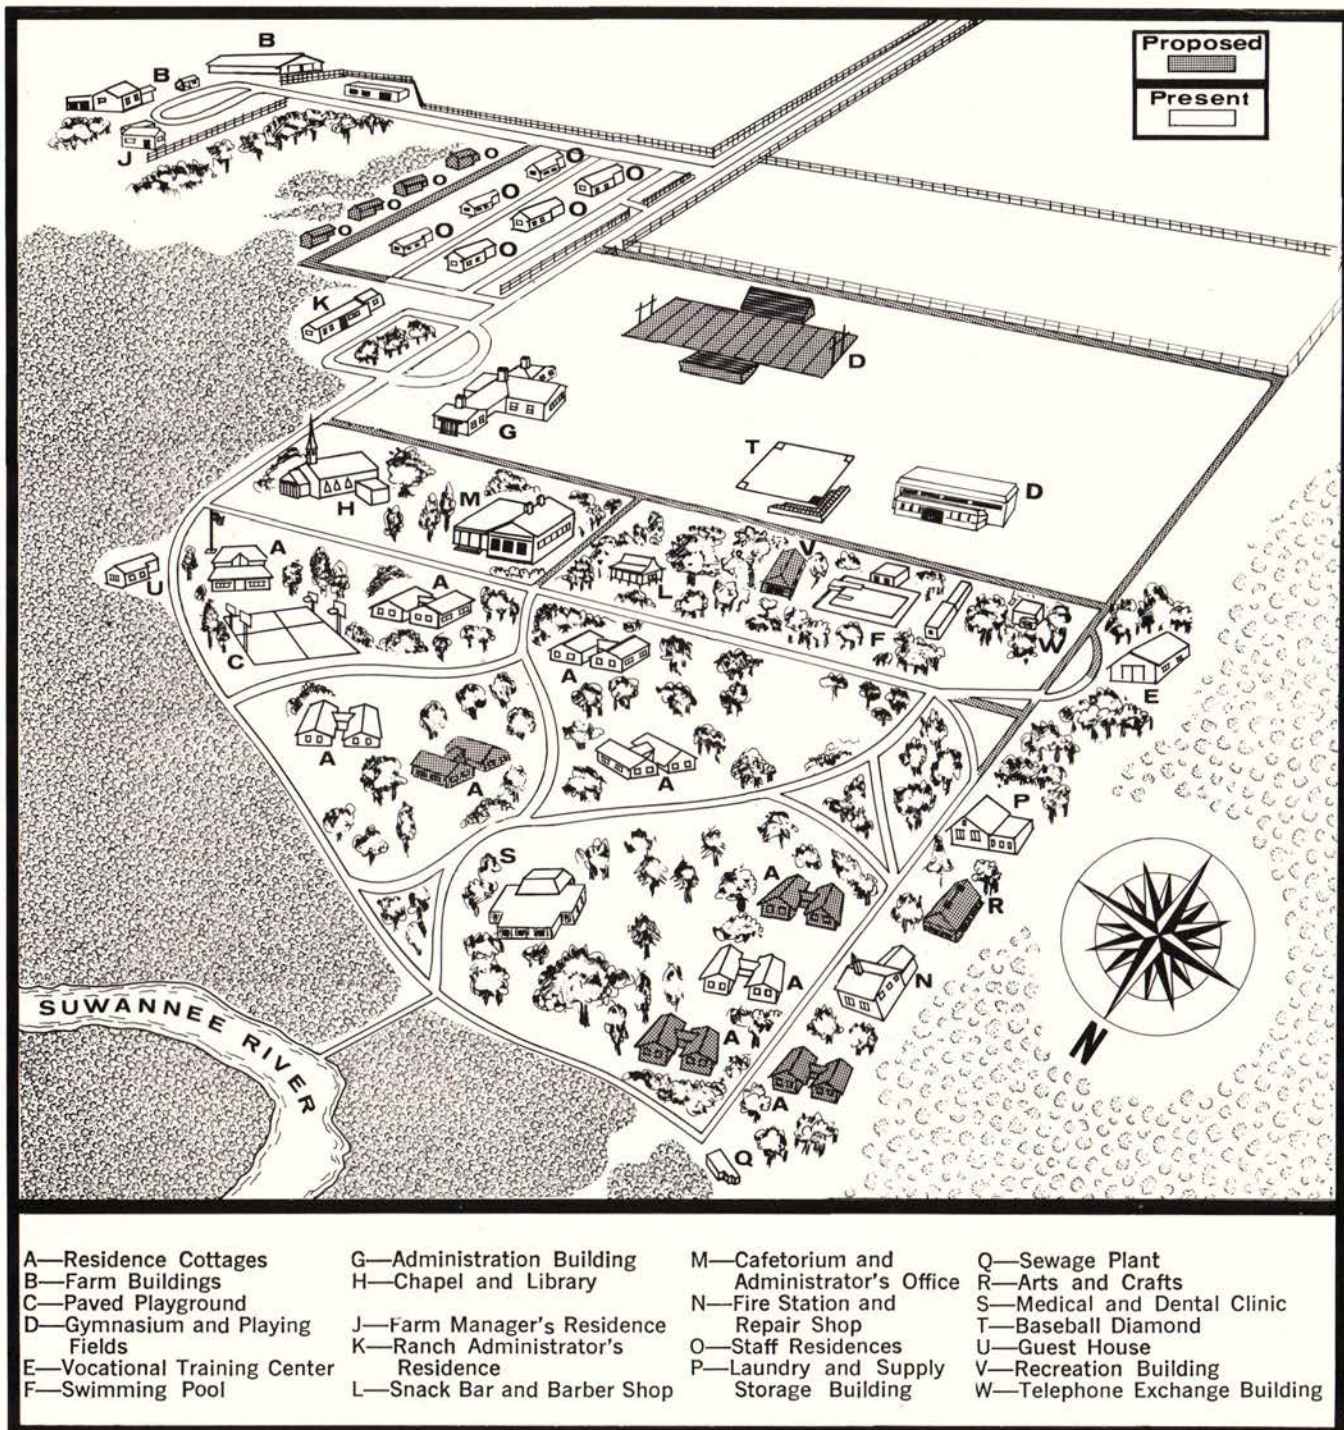 Proposed
Present
B
B
J
O
O
O
O
O
O
O
O
O
O
K
D
G
T
D
H
M
A
U
A
V
L
C
F
W
A
E
A
A
A
P
S
A
R
A
N
A
A
Q
N
SUWANNEE RIVER
A—Residence Cottages
B—Farm Buildings
C—Paved Playground
D—Gymnasium and Playing
Fields
E—Vocational Training Center
F—Swimming Pool
G—Administration Building
H—Chapel and Library
J—Farm Manager's Residence
K—Ranch Administrator's
Residence
L—Snack Bar and Barber Shop
M—Cafetorium and
Administrator's Office
N—Fire Station and
Repair Shop
O—Staff Residences
P—Laundry and Supply
Storage Building
Q—Sewage Plant
R—Arts and Crafts
S—Medical and Dental Clinic
T—Baseball Diamond
U—Guest House
V—Recreation Building
W—Telephone Exchange Building